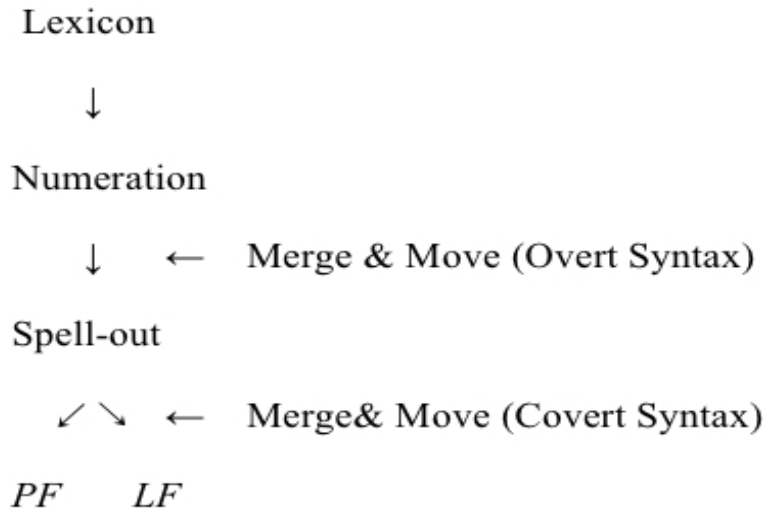 Lexicon
↓
Numeration
↓ ← Merge & Move (Overt Syntax)
Spell-out
↙ ↘ ← Merge& Move (Covert Syntax)
PF LF